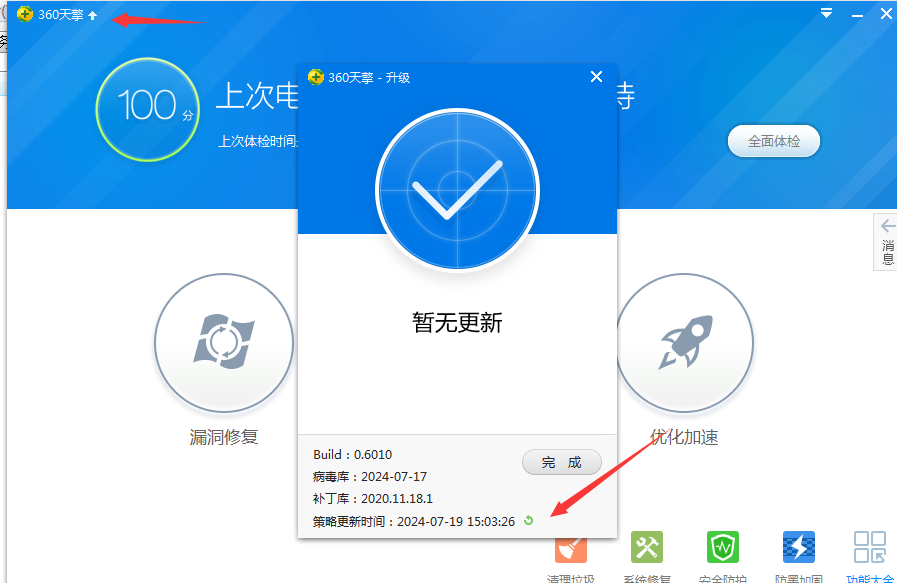 360天擎
100分
上次电
持
上次体检时间:
全面体检
360天擎 - 升级
消息
暂无更新
漏洞修复
优化加速
Build：0.6010
完 成
病毒库：2024-07-17
补丁库：2020.11.18.1
策略更新时间：2024-07-19 15:03:26
清理垃圾
系统修复
安全防护
防黑加固
功能大全